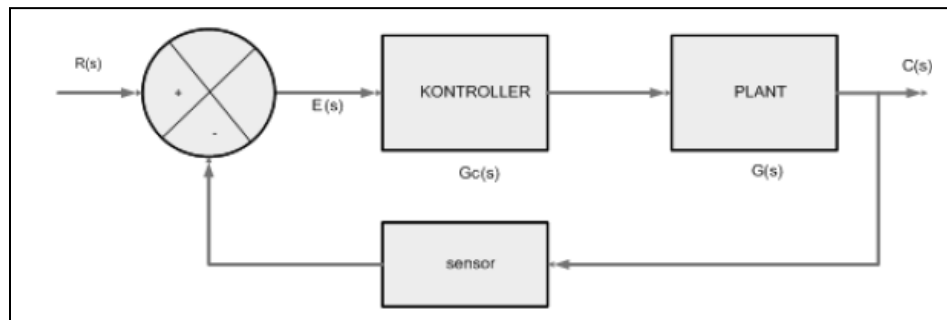 R(s)
+
-
E(s)
KONTROLLER
Gc(s)
PLANT
G(s)
C(s)
sensor